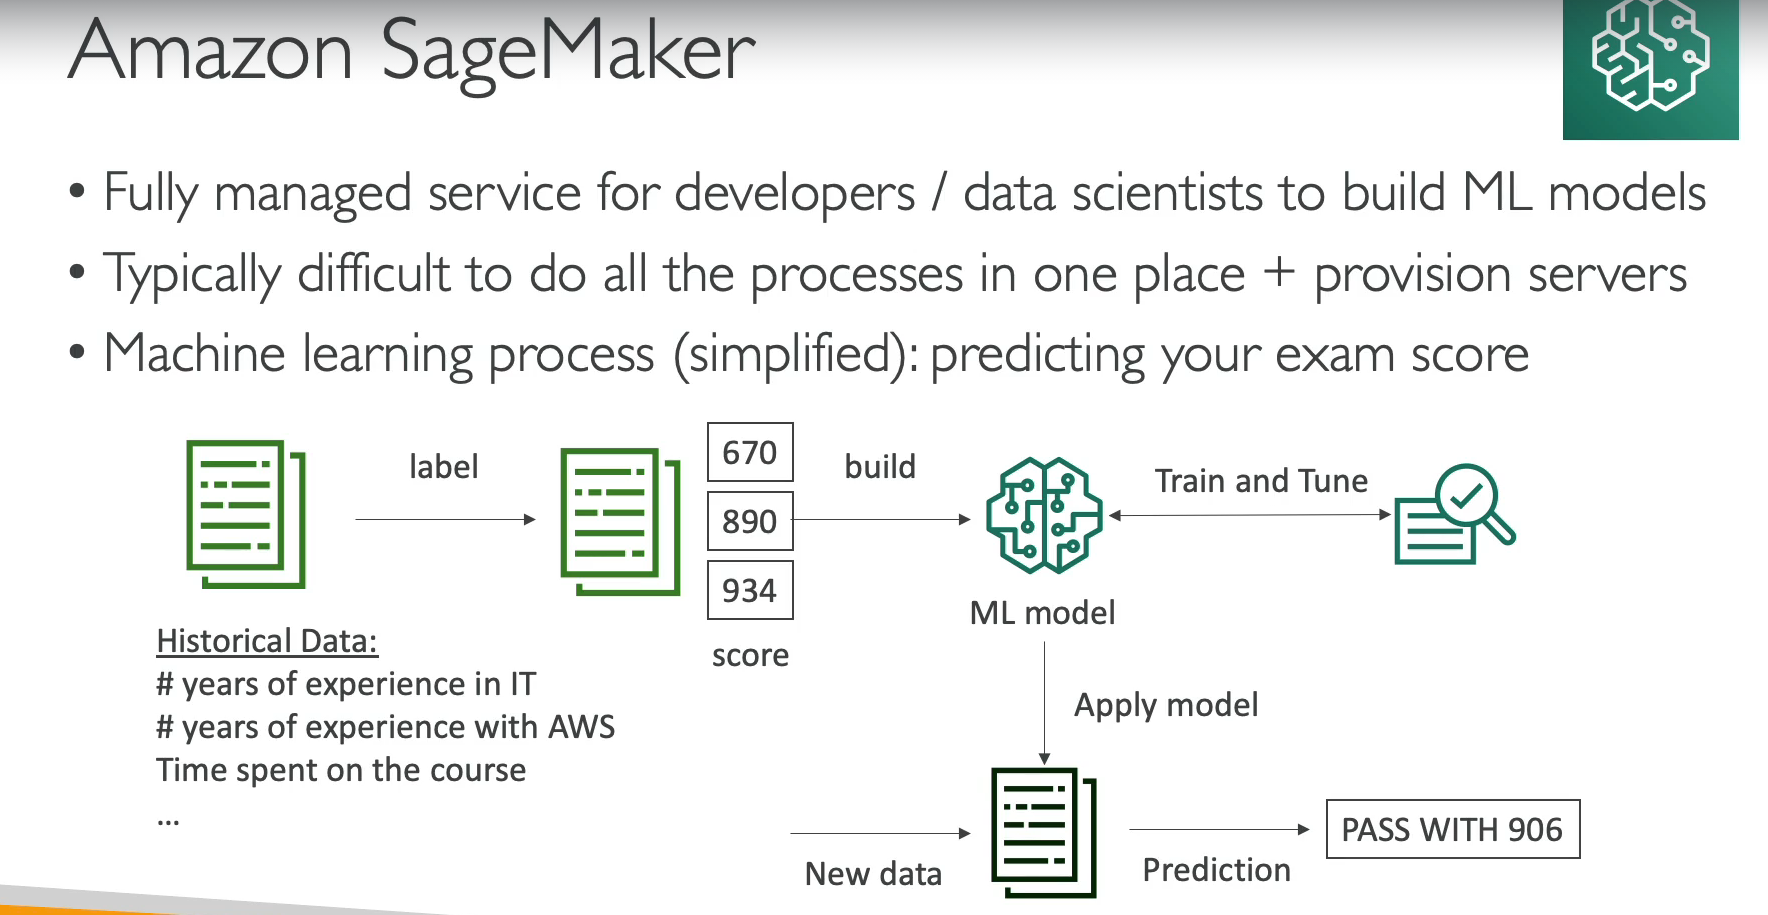 Amazon SageMaker
• Fully managed service for developers / data scientists to build ML models
• Typically difficult to do all the processes in one place + provision servers
• Machine learning process (simplified): predicting your exam score
label
670
890
934
score
build
Train and Tune
ML model
Historical Data:
# years of experience in IT
# years of experience with AWS
Time spent on the course
...
Apply model
New data
Prediction
PASS WITH 906